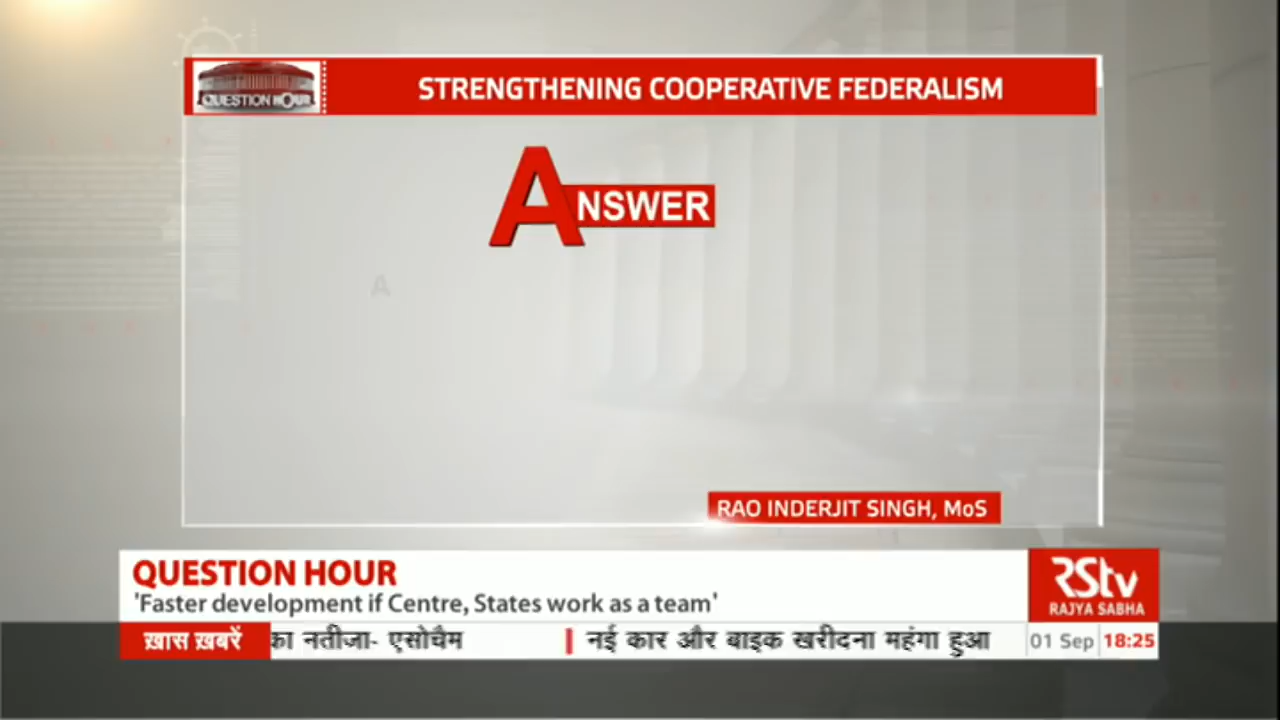 QUESTION HOUR
STRENGTHENING COOPERATIVE FEDERALISM
ANSWER
A
RAO INDERJIT SINGH, MoS
QUESTION HOUR
'Faster development if Centre, States work as a team'
RStv
RAJYA SABHA
ख़ास ख़बरें
का नतीजा- एसोचैम | नई कार और बाइक खरीदना महंगा हुआ
01 Sep 18:25